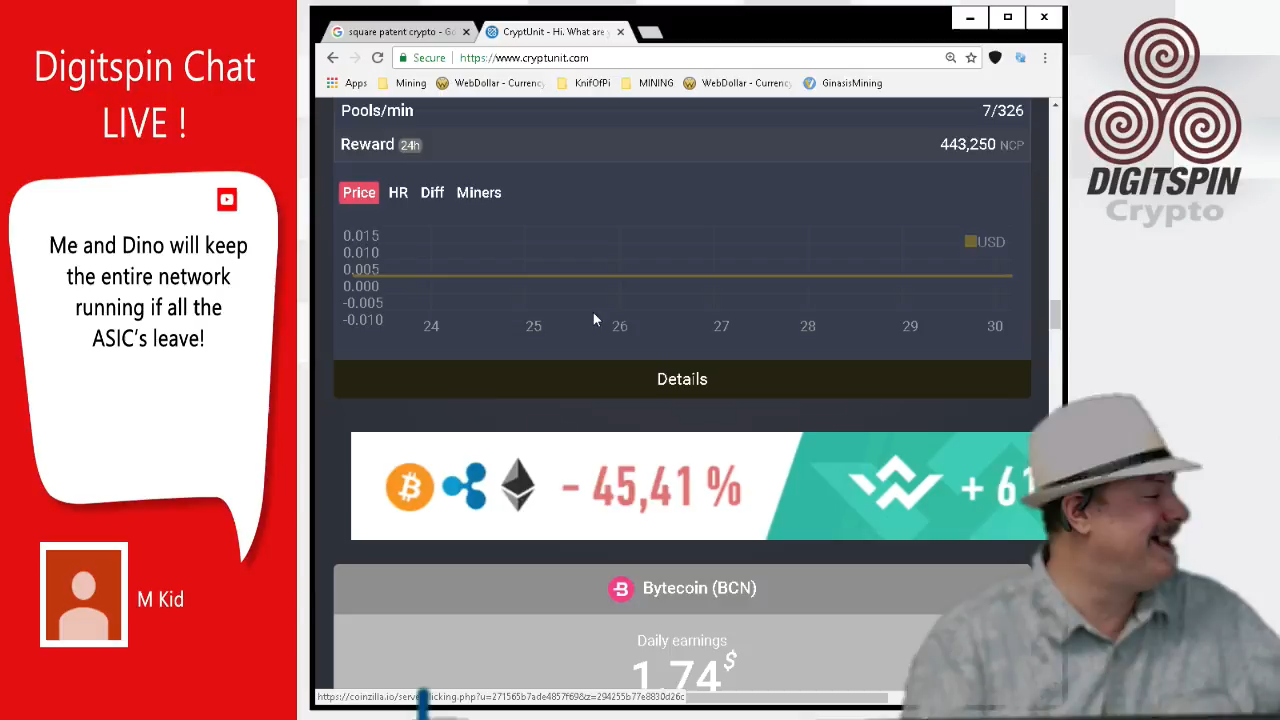 Digitspin Chat
LIVE !
Me and Dino will keep
the entire network
running if all the
ASIC's leave!
M Kid
square patent crypto - Go
CryptUnit - Hi. What are
Secure
https://www.cryptunit.com
Apps
Mining
WebDollar - Currency
KnifOfPi
MINING
WebDollar - Currency
GinasisMining
Pools/min
7/326
Reward 24h
443,250 NCP
Price HR Diff Miners
0.015
0.010
0.005
0.000
-0.005
-0.010
USD
24 25 26 27 28 29 30
Details
- 45,41 %
+ 61
Bytecoin (BCN)
Daily earnings
1.74$
DIGITSPIN
Crypto